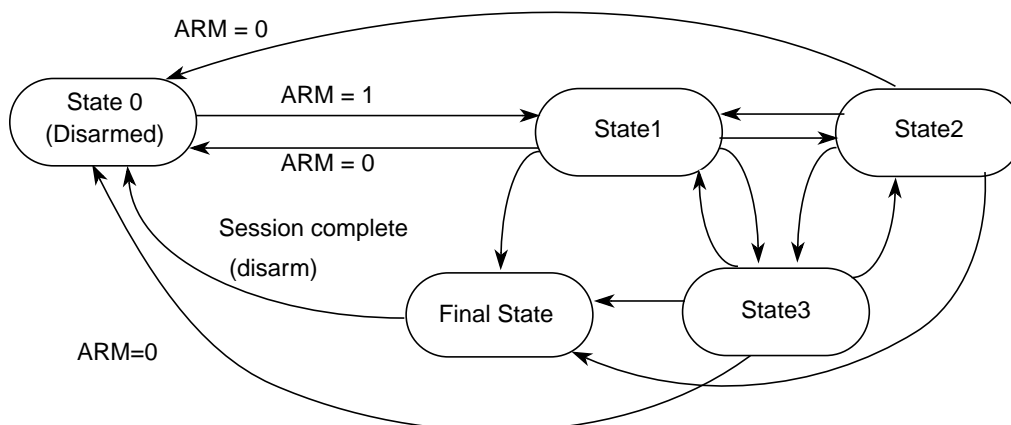 ARM = 0
State 0
(Disarmed)
ARM = 1
ARM = 0
State1
State2
Session complete
(disarm)
Final State
State3
ARM=0